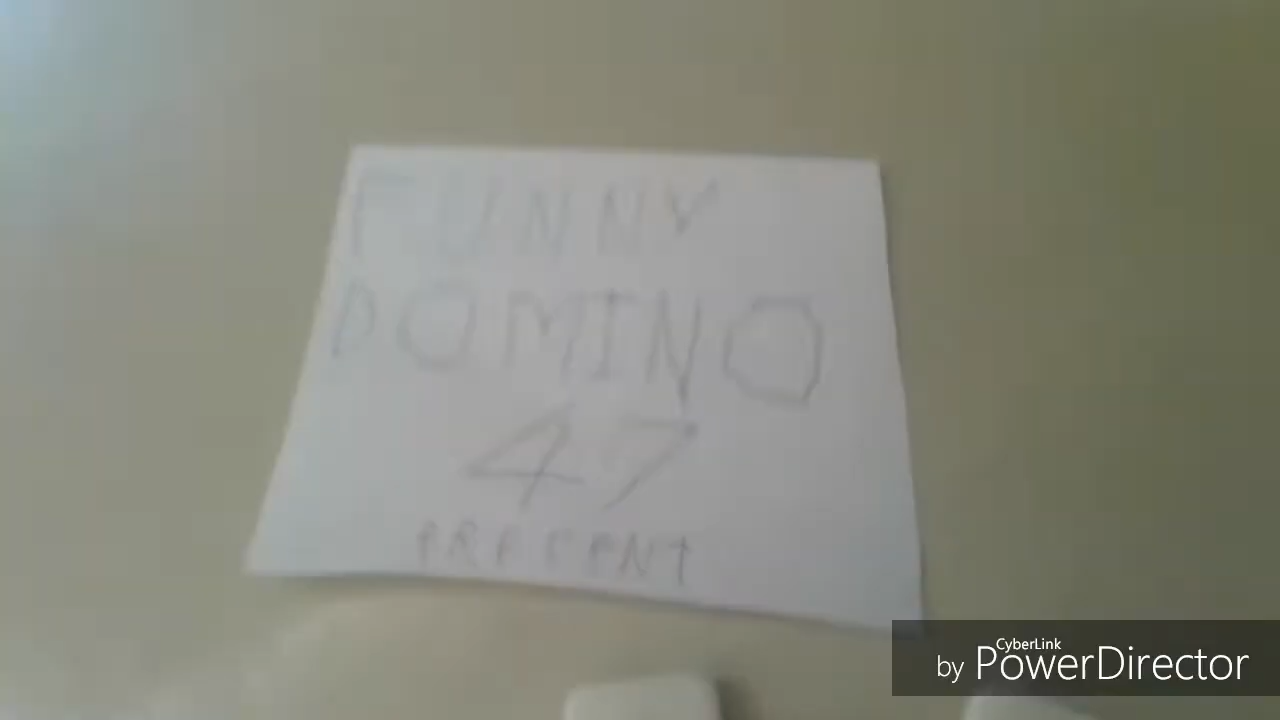 FUNNY
DOMINO
47
PRESENT
CyberLink
by PowerDirector